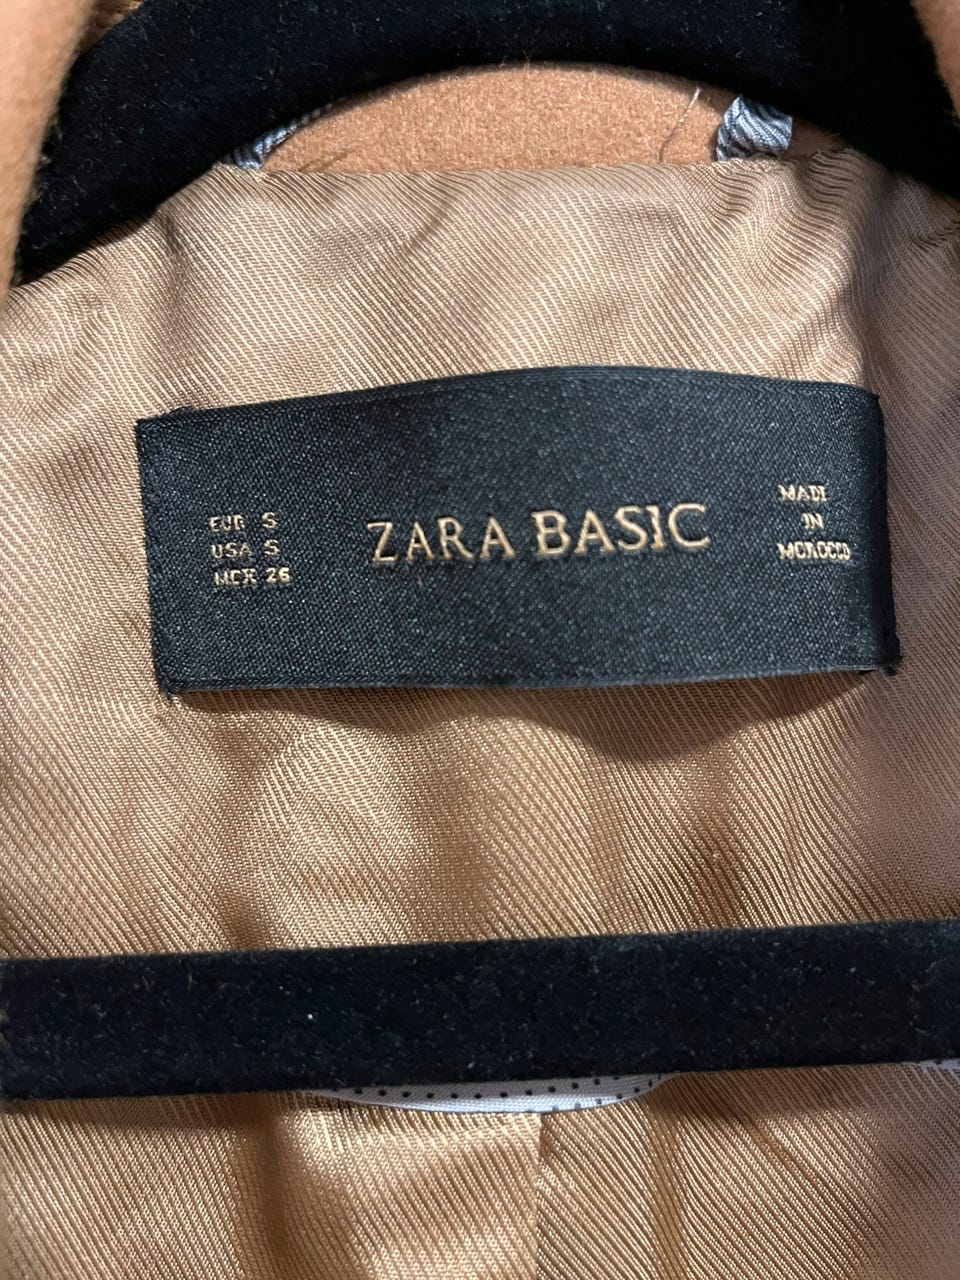 EUR S
USA S
MEX 26
ZARA BASIC
MADE
IN
MOROCCO